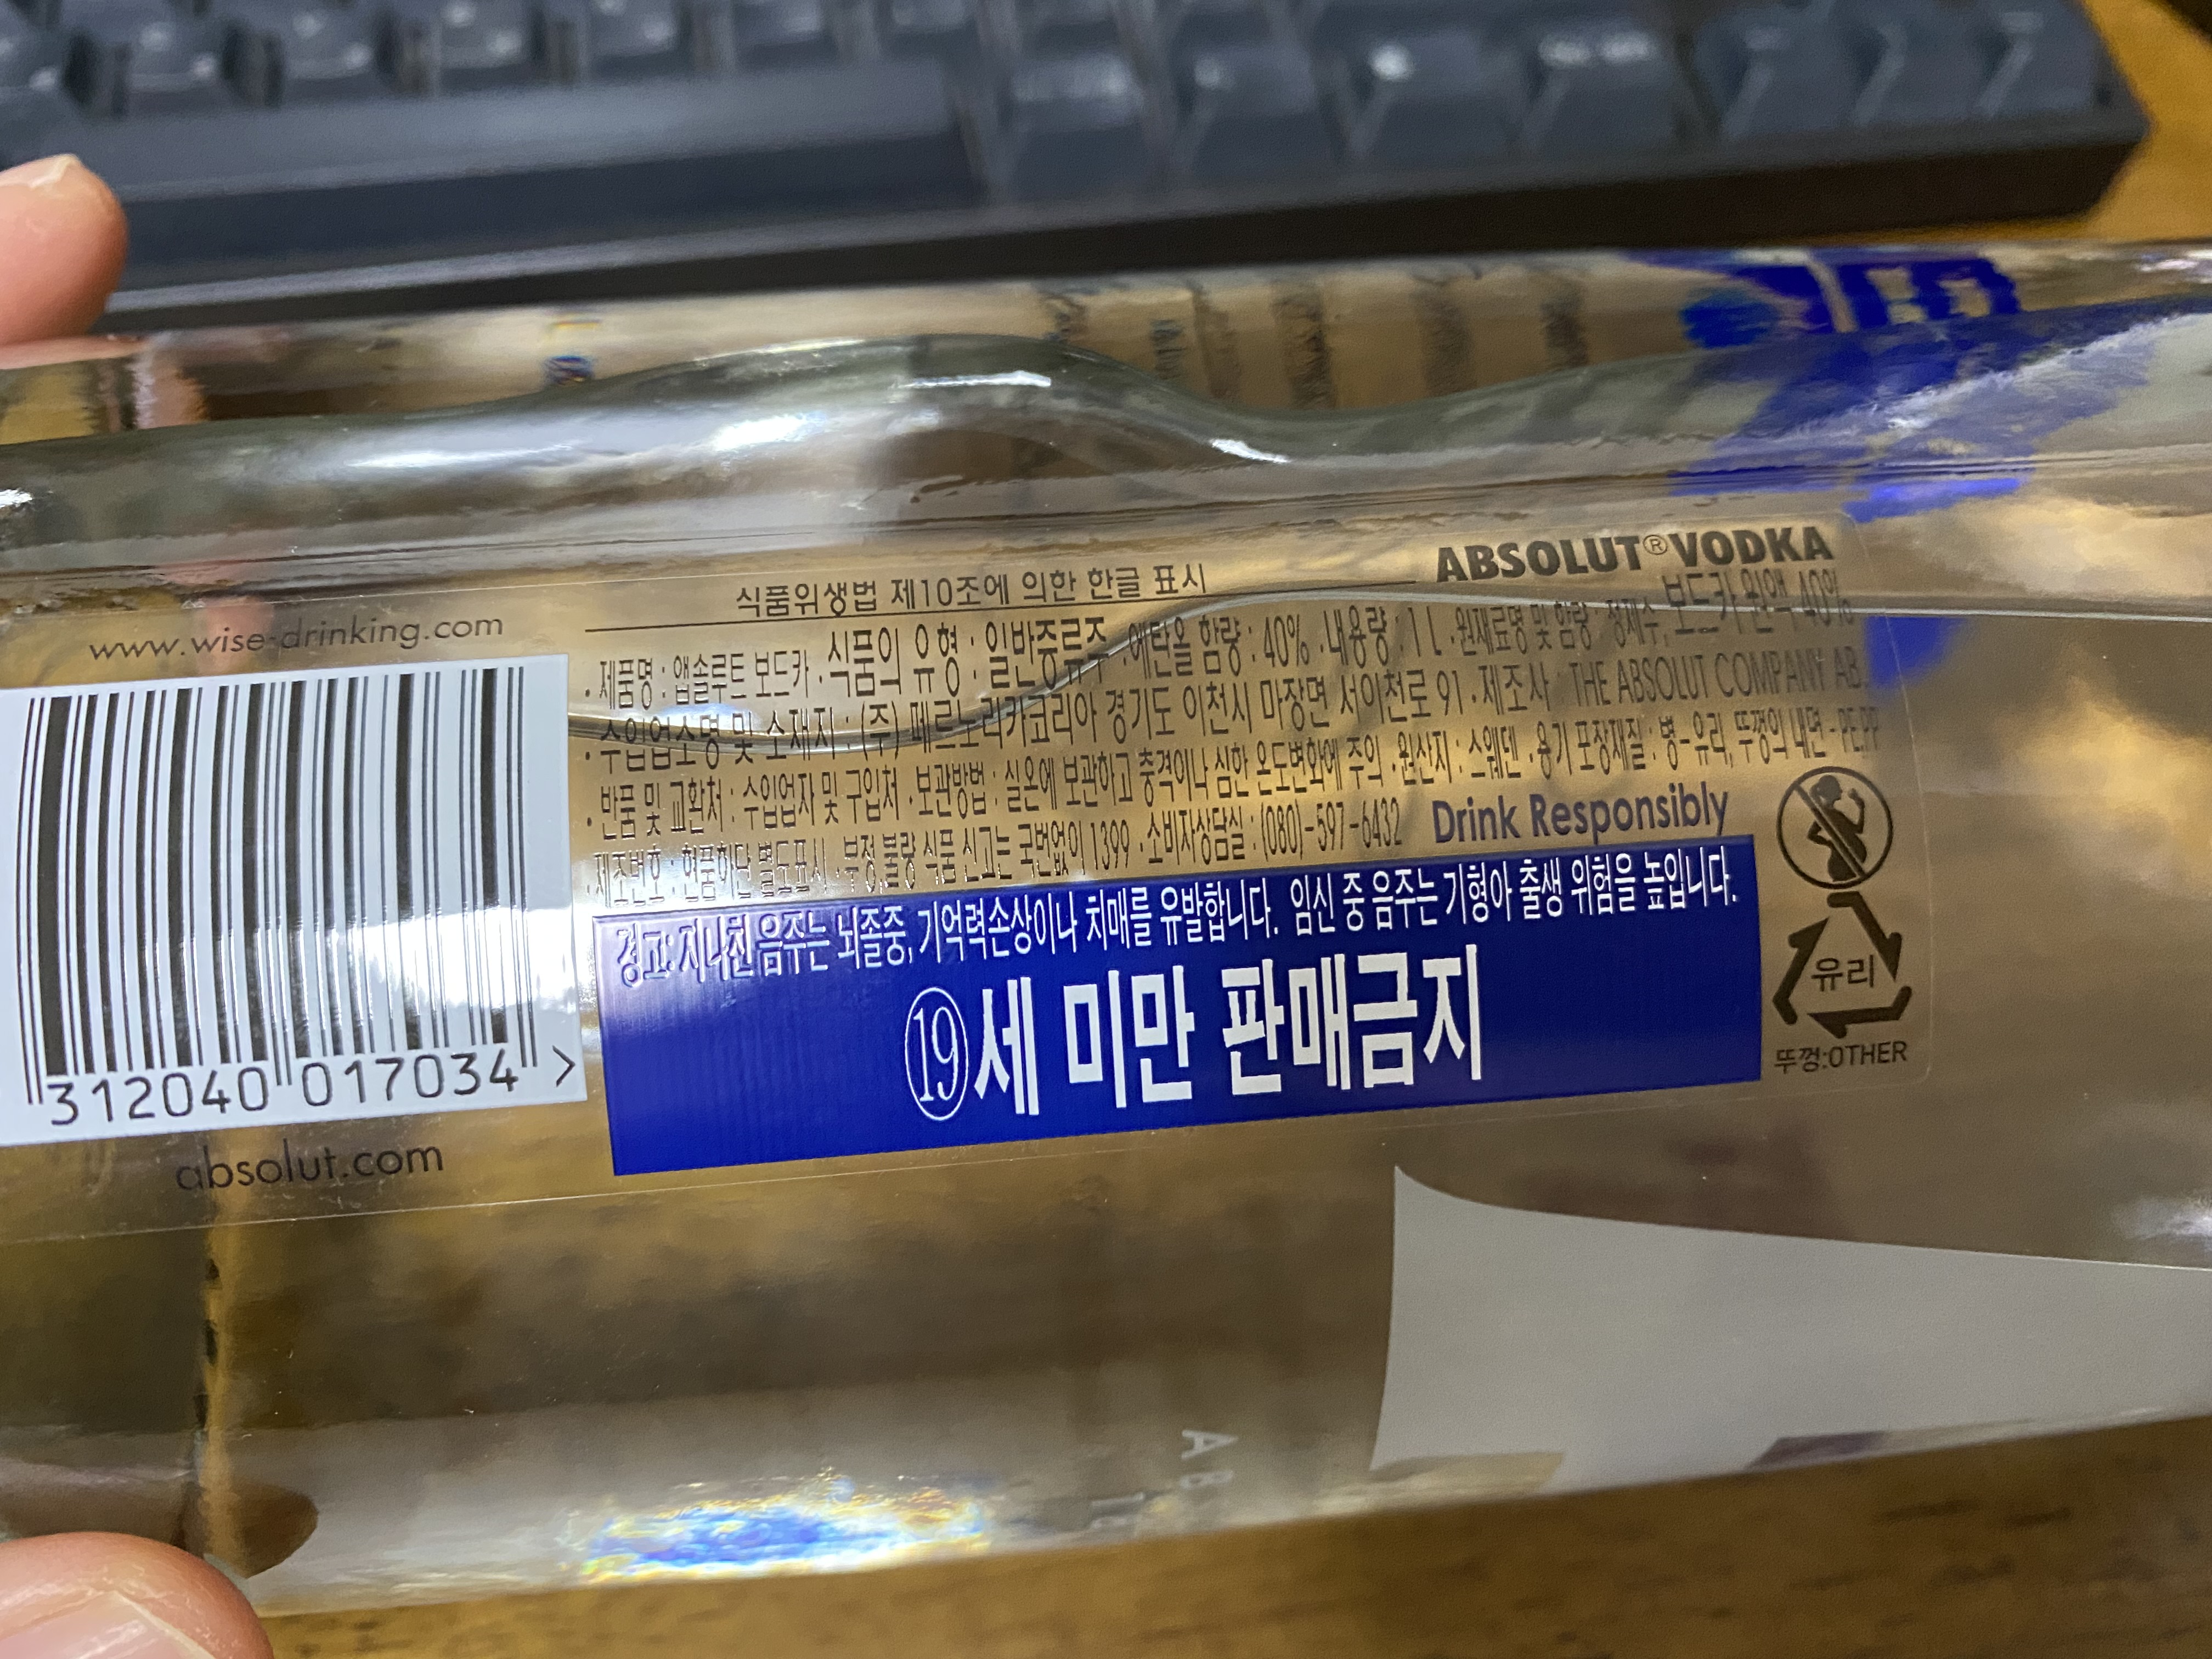 www.wise-drinking.com
312040 017034 >
absolut.com
식품위생법 제10조에 의한 한글 표시
ABSOLUT® VODKA
·제품명 : 앱솔루트 보드카 ·식품의 유형 : 일반증류주 ·에탄올 함량 : 40% ·내용량 : 1 L ·원재료명 및 함량 : 정제수, 보드카 원액 40%
·수입업소명 및 소재지 : (주) 페르노리카코리아 경기도 이천시 마장면 서이천로 91 ·제조사 : THE ABSOLUT COMPANY AB.
·반품 및 교환처 : 수입업자 및 구입처 ·보관방법 : 실온에 보관하고 충격이나 심한 온도변화에 주의 ·원산지 : 스웨덴 ·용기 포장재질 : 병-유리, 뚜껑의 내면 - PE,PP
·제조번호 : 현품하단 별도표시 ·부정,불량 식품 신고는 국번없이 1399 ·소비자상담실 : (080)-597-6432
Drink Responsibly
경고: 지나친 음주는 뇌졸중, 기억력손상이나 치매를 유발합니다. 임신 중 음주는 기형아 출생 위험을 높입니다.
⑲세 미만 판매금지
유리
뚜껑:OTHER